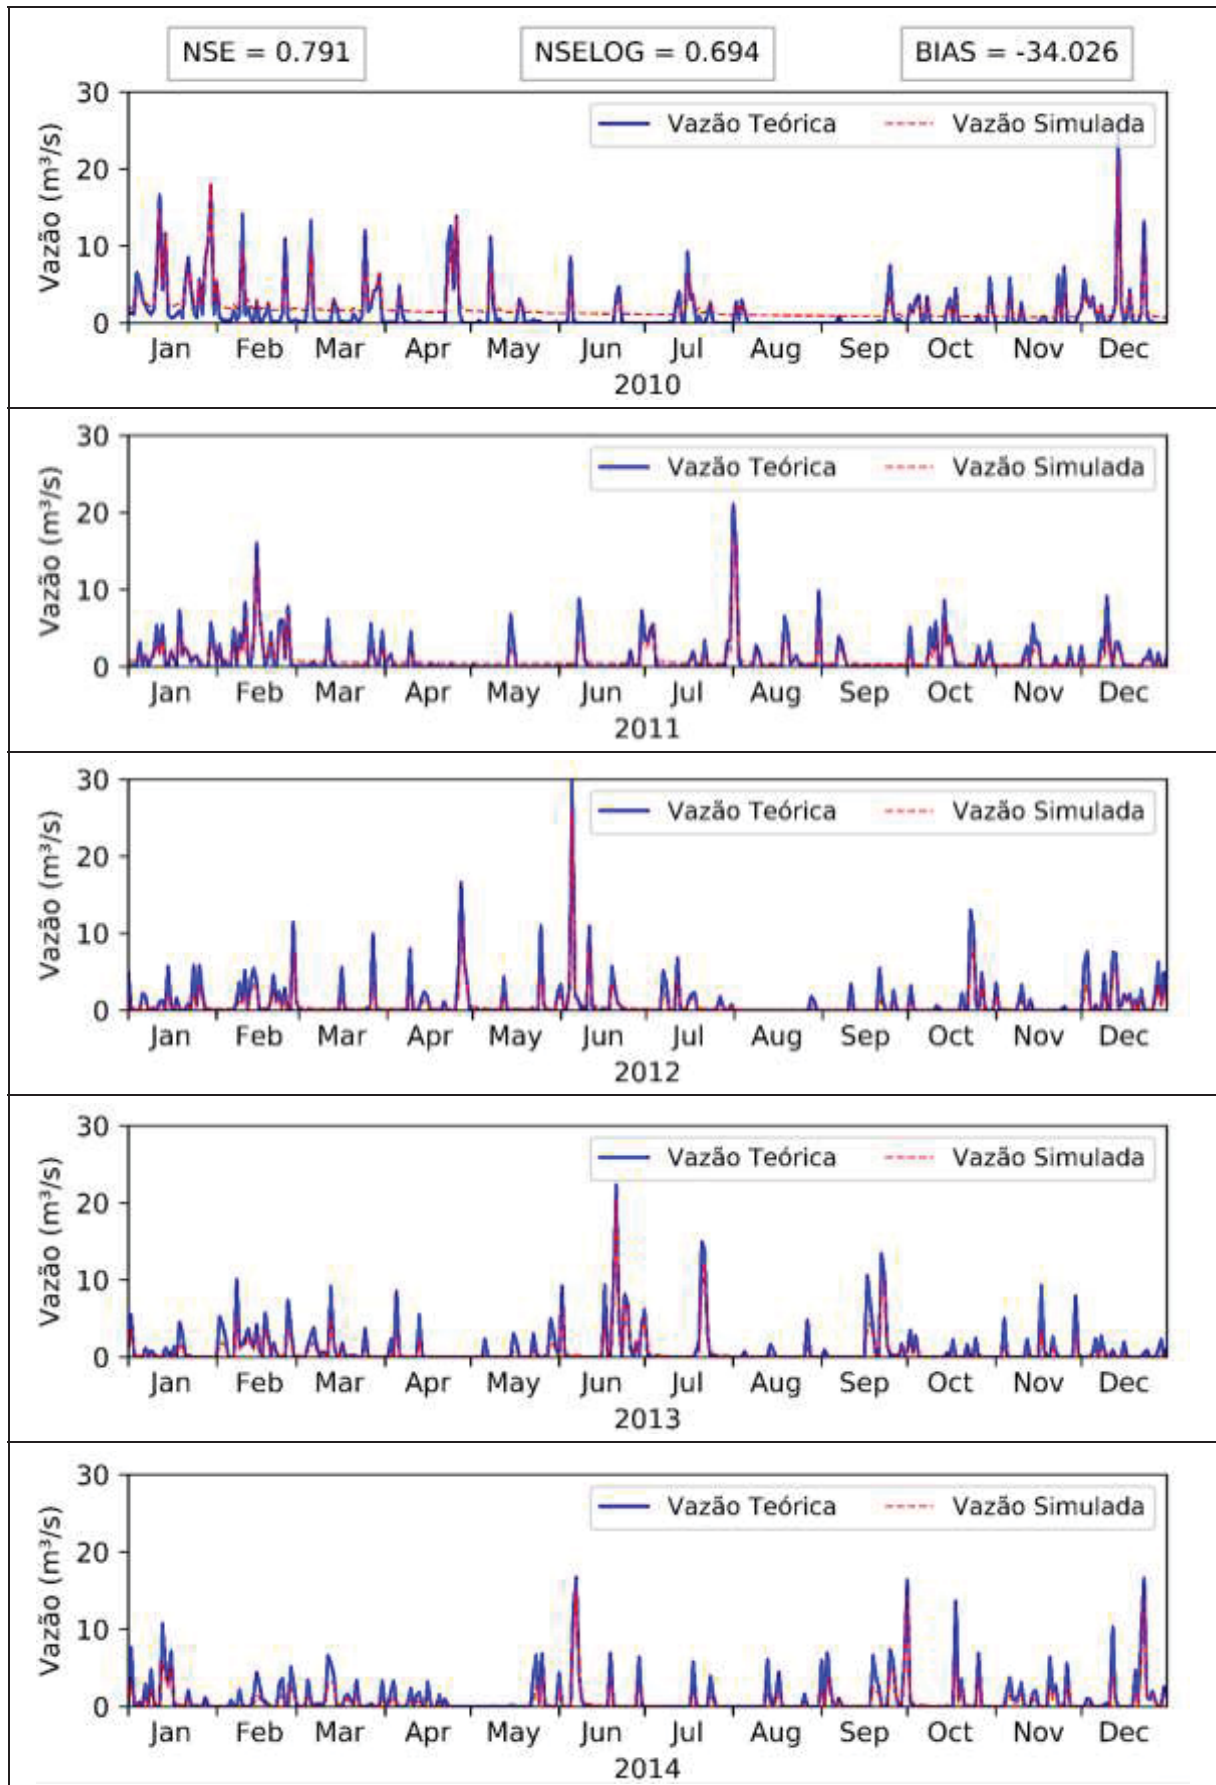 NSE = 0.791 NSELOG = 0.694 BIAS = -34.026
Vazão (m³/s)
30
20
10
0
Vazão Teórica Vazão Simulada
Jan Feb Mar Apr May Jun Jul Aug Sep Oct Nov Dec
2010
Vazão (m³/s)
30
20
10
0
Vazão Teórica Vazão Simulada
Jan Feb Mar Apr May Jun Jul Aug Sep Oct Nov Dec
2011
Vazão (m³/s)
30
20
10
0
Vazão Teórica Vazão Simulada
Jan Feb Mar Apr May Jun Jul Aug Sep Oct Nov Dec
2012
Vazão (m³/s)
30
20
10
0
Vazão Teórica Vazão Simulada
Jan Feb Mar Apr May Jun Jul Aug Sep Oct Nov Dec
2013
Vazão (m³/s)
30
20
10
0
Vazão Teórica Vazão Simulada
Jan Feb Mar Apr May Jun Jul Aug Sep Oct Nov Dec
2014